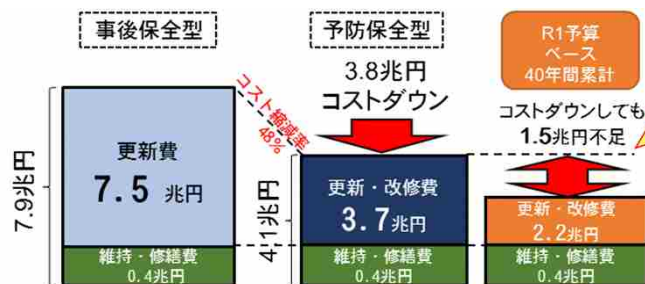 事後保全型
予防保全型
R1予算
ベース
40年間累計
3.8兆円
コストダウン
コスト縮減率
48%
コストダウンしても
1.5兆円不足
7.9兆円
更新費
7.5 兆円
維持・修繕費
0.4兆円
4.1兆円
更新・改修費
3.7兆円
維持・修繕費
0.4兆円
更新・改修費
2.2兆円
維持・修繕費
0.4兆円